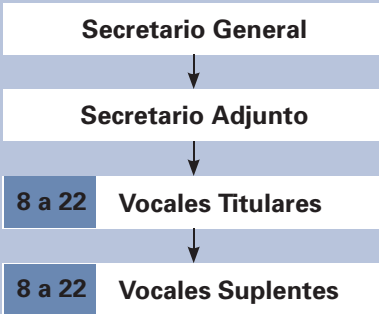 Secretario General
Secretario Adjunto
8 a 22 Vocales Titulares
8 a 22 Vocales Suplentes